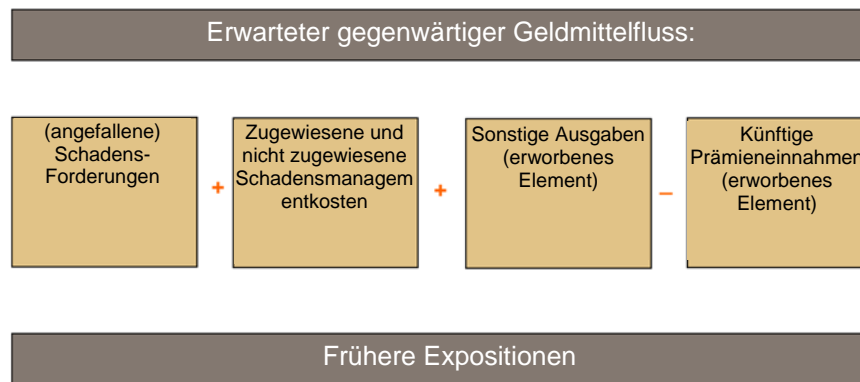 Erwarteter gegenwärtiger Geldmittelfluss:
(angefallene)
Schadens-
Forderungen
+
Zugewiesene und
nicht zugewiesene
Schadensmanagem
entkosten
+
Sonstige Ausgaben
(erworbenes
Element)
–
Künftige
Prämieneinnahmen
(erworbenes
Element)
Frühere Expositionen